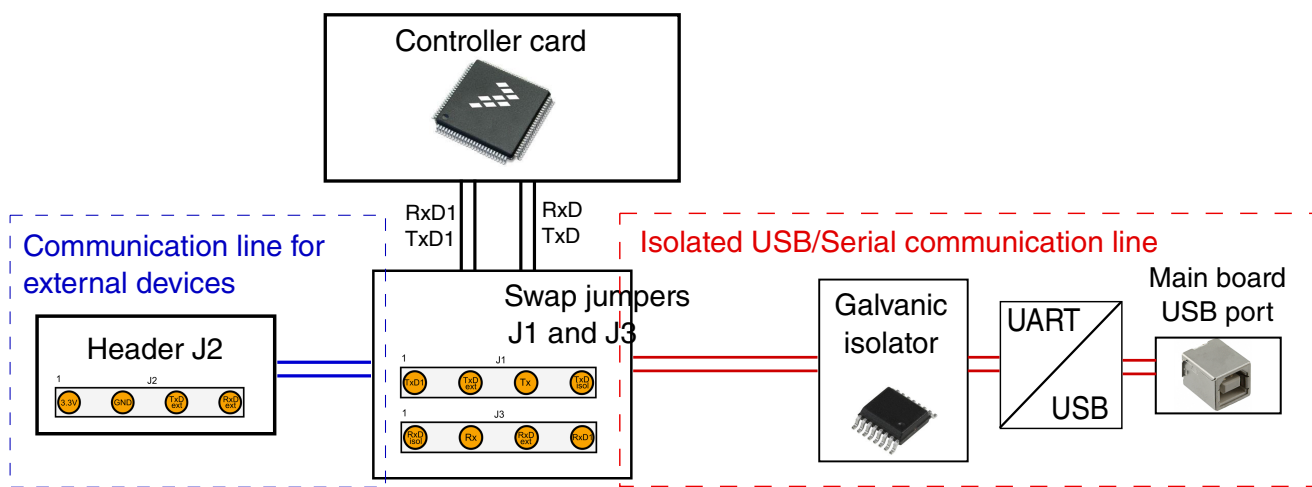 Controller card
RxD1
TxD1
RxD
TxD
Communication line for
external devices
Header J2
1
J2
3.3V
GND
TxD
ext
RxD
ext
Swap jumpers
J1 and J3
1
J1
TxD1
TxD
ext
Tx
TxD
isol
1
J3
RxD
isol
Rx
RxD
ext
RxD1
Isolated USB/Serial communication line
Galvanic
isolator
UART
USB
Main board
USB port